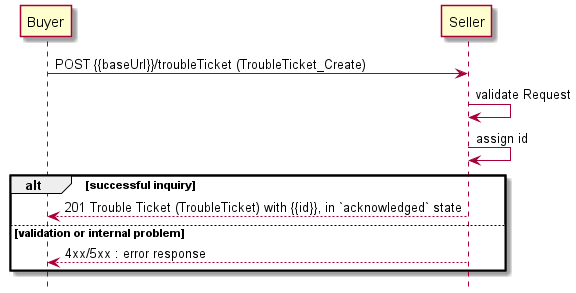 Buyer
Seller
POST {{baseUrl}}/troubleTicket (TroubleTicket_Create)
validate Request
assign id
alt
[successful inquiry]
201 Trouble Ticket (TroubleTicket) with {{id}}, in `acknowledged` state
[validation or internal problem]
4xx/5xx : error response